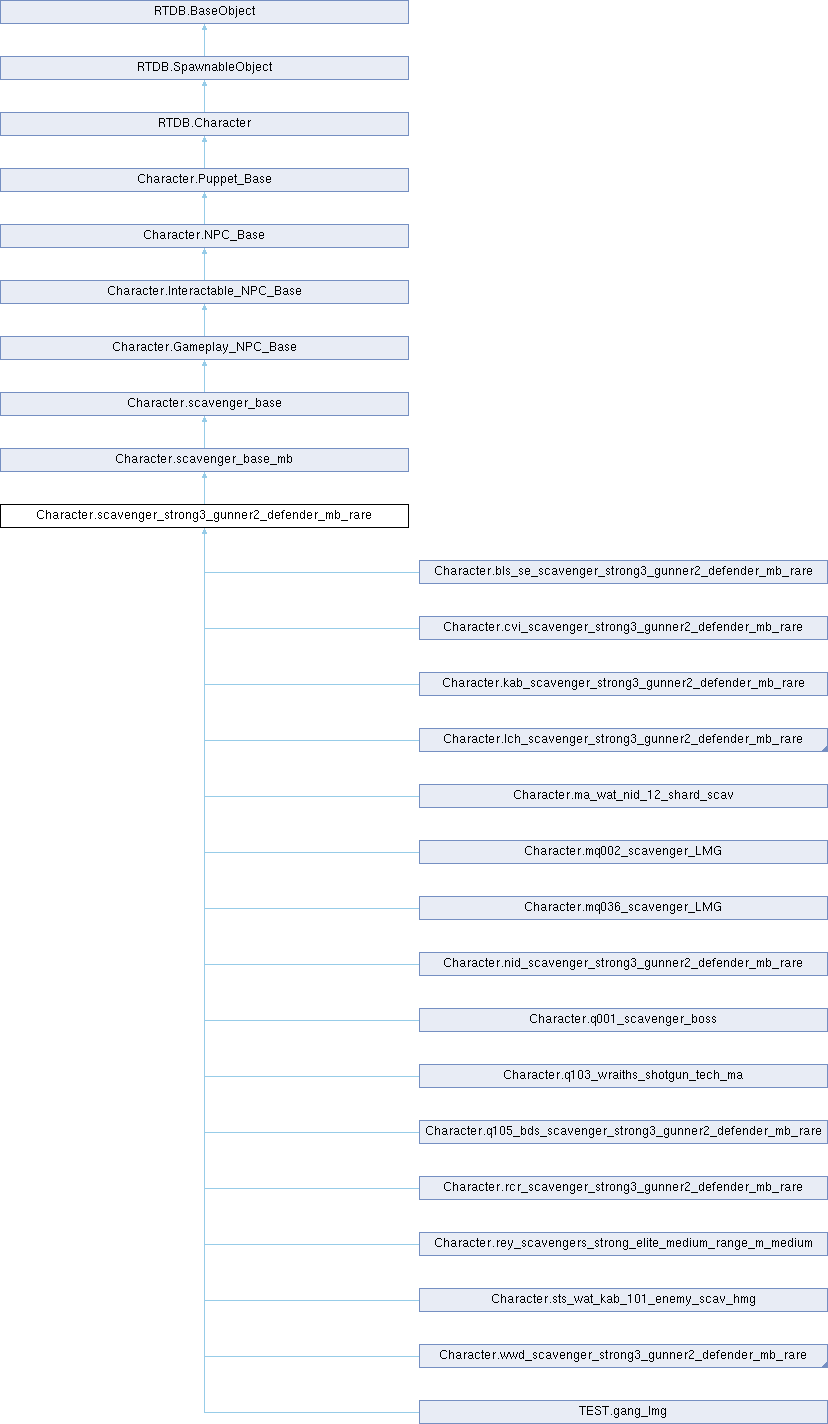 RTDB.BaseObject
RTDB.SpawnableObject
RTDB.Character
Character.Puppet_Base
Character.NPC_Base
Character.Interactable_NPC_Base
Character.Gameplay_NPC_Base
Character.scavenger_base
Character.scavenger_base_mb
Character.scavenger_strong3_gunner2_defender_mb_rare
Character.bls_se_scavenger_strong3_gunner2_defender_mb_rare
Character.cvi_scavenger_strong3_gunner2_defender_mb_rare
Character.kab_scavenger_strong3_gunner2_defender_mb_rare
Character.lch_scavenger_strong3_gunner2_defender_mb_rare
Character.ma_wat_nid_12_shard_scav
Character.mq002_scavenger_LMG
Character.mq036_scavenger_LMG
Character.nid_scavenger_strong3_gunner2_defender_mb_rare
Character.q001_scavenger_boss
Character.q103_wraiths_shotgun_tech_ma
Character.q105_bds_scavenger_strong3_gunner2_defender_mb_rare
Character.rcr_scavenger_strong3_gunner2_defender_mb_rare
Character.rey_scavengers_strong_elite_medium_range_m_medium
Character.sts_wat_kab_101_enemy_scav_hmg
Character.wwd_scavenger_strong3_gunner2_defender_mb_rare
TEST.gang_lmg